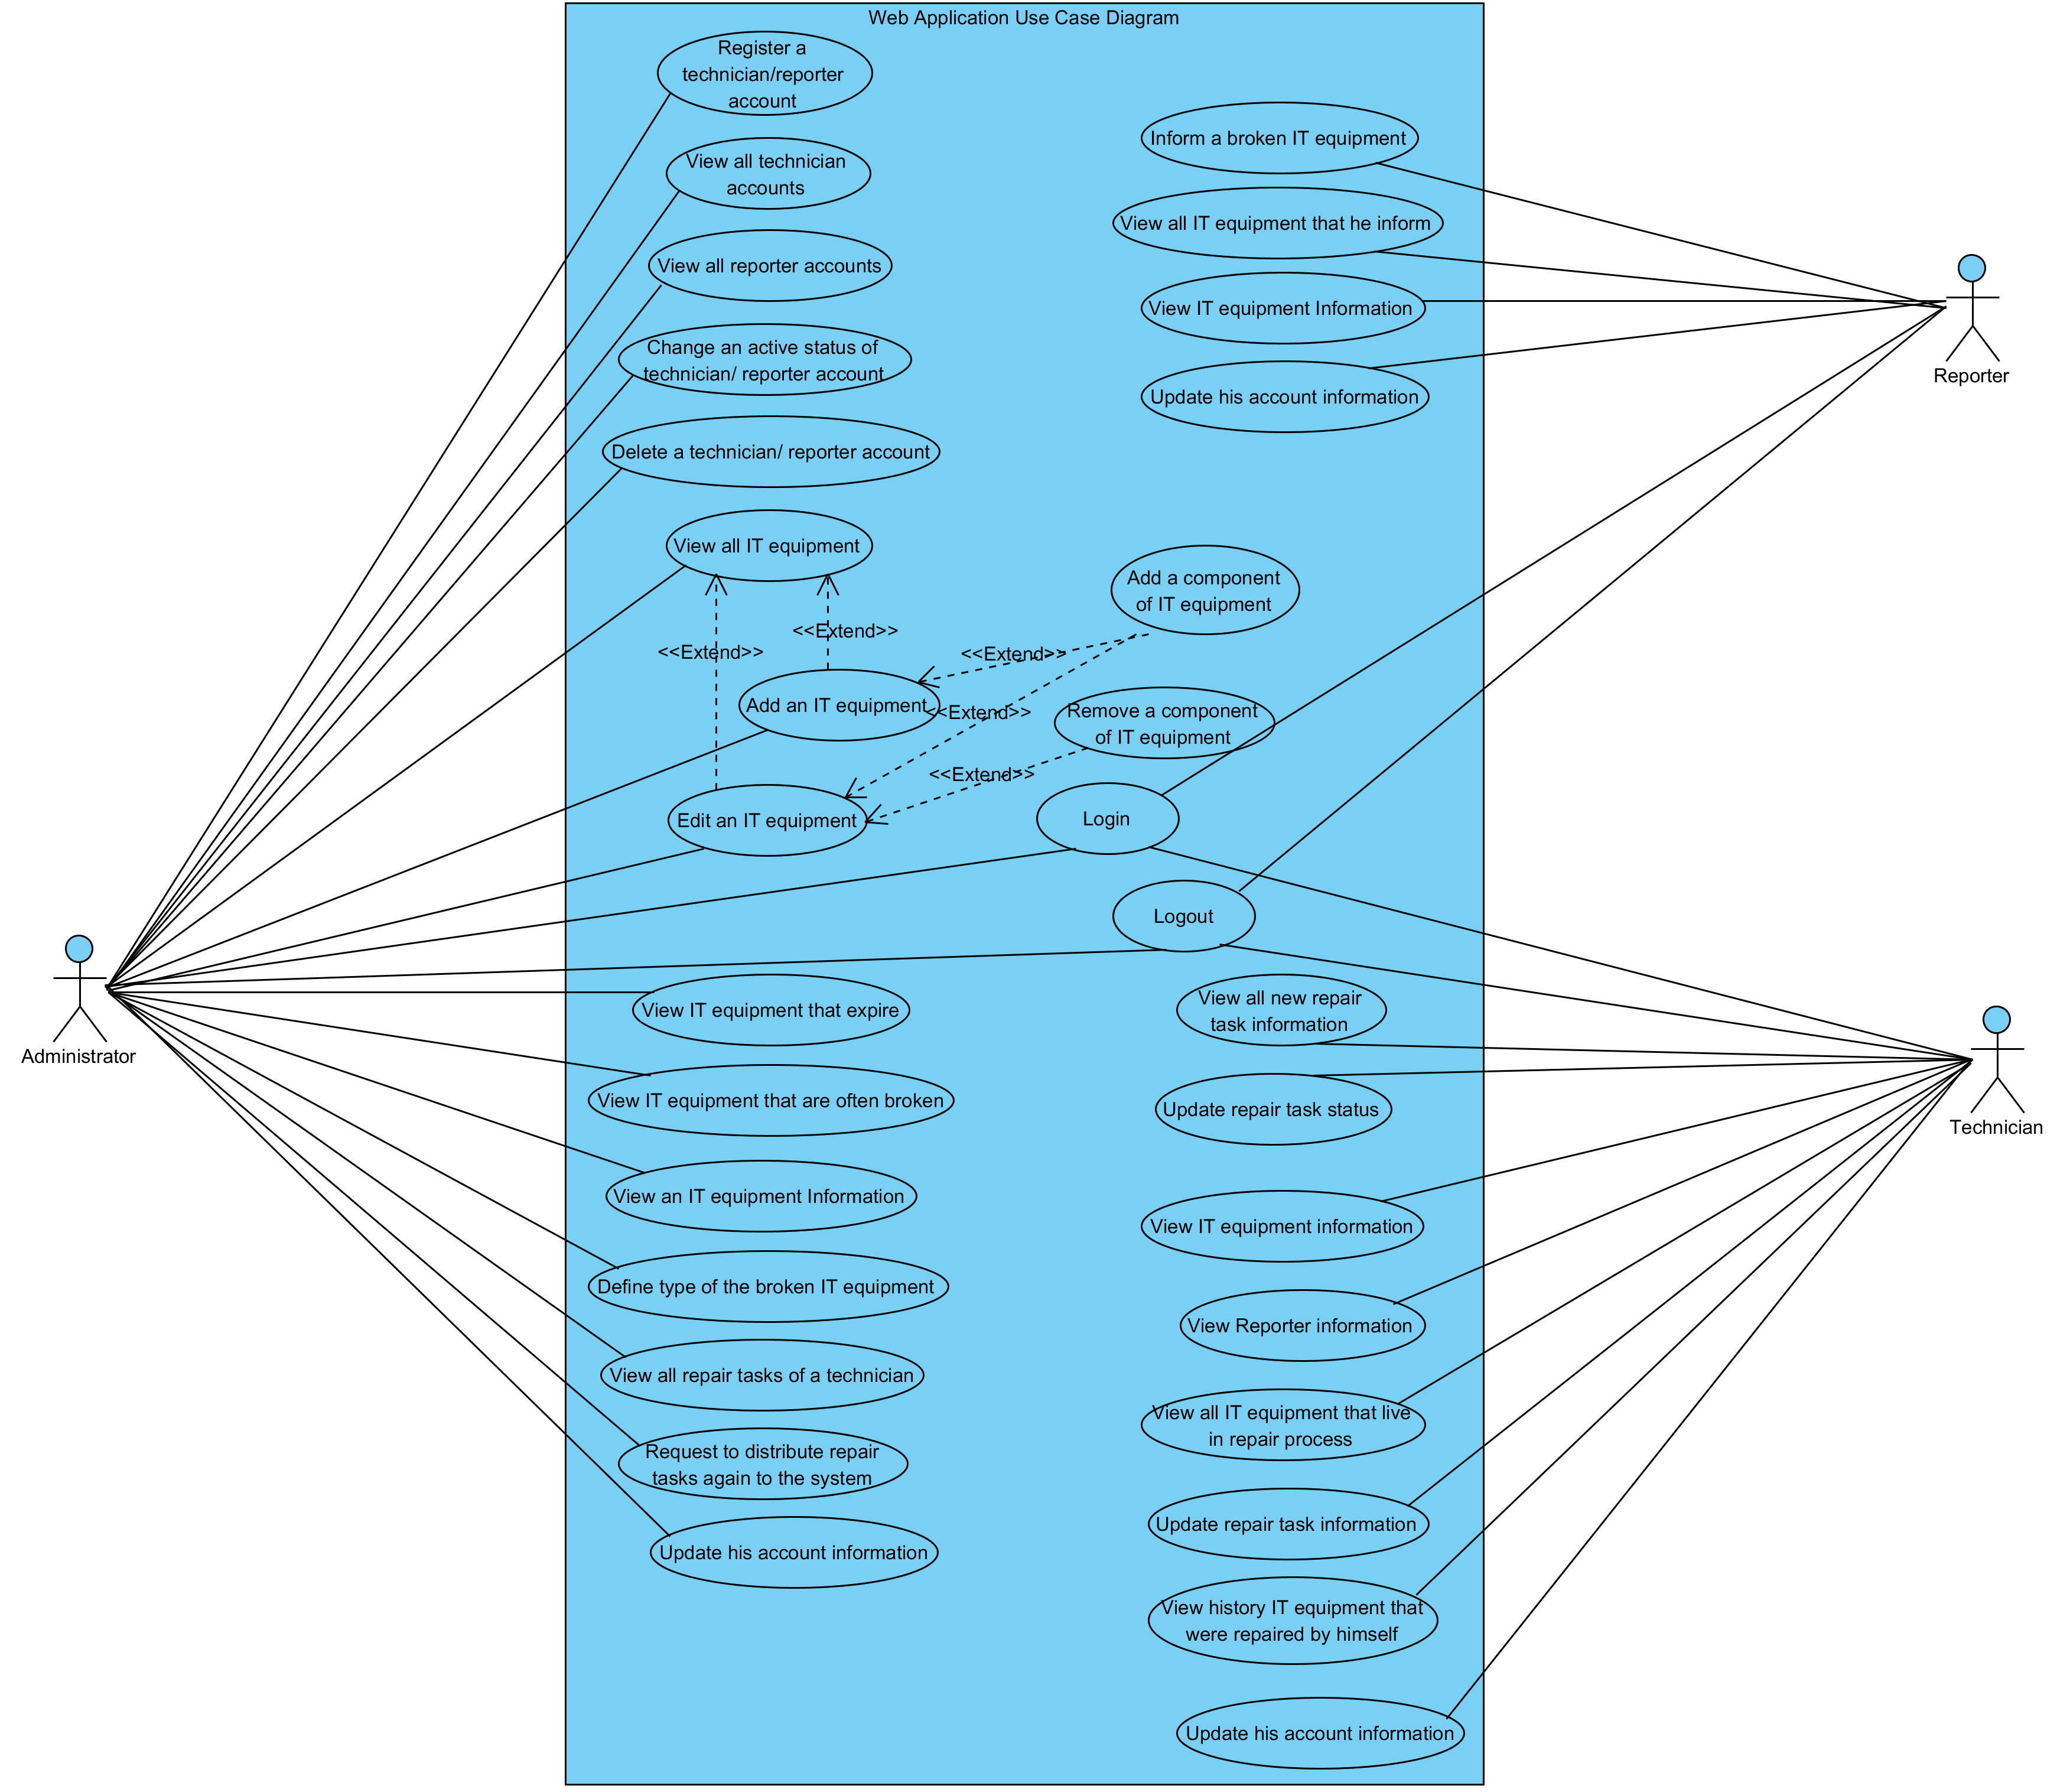 Web Application Use Case Diagram
Register a
technician/reporter
account
View all technician
accounts
View all reporter accounts
Change an active status of
technician/ reporter account
Delete a technician/ reporter account
View all IT equipment
<<Extend>>
<<Extend>>
Add an IT equipment
Edit an IT equipment
<<Extend>>
<<Extend>>
<<Extend>>
Add a component
of IT equipment
Remove a component
of IT equipment
Login
Logout
Inform a broken IT equipment
View all IT equipment that he inform
View IT equipment Information
Update his account information
Reporter
Administrator
View IT equipment that expire
View IT equipment that are often broken
View an IT equipment Information
Define type of the broken IT equipment
View all repair tasks of a technician
Request to distribute repair
tasks again to the system
Update his account information
View all new repair
task information
Update repair task status
View IT equipment information
View Reporter information
View all IT equipment that live
in repair process
Update repair task information
View history IT equipment that
were repaired by himself
Update his account information
Technician